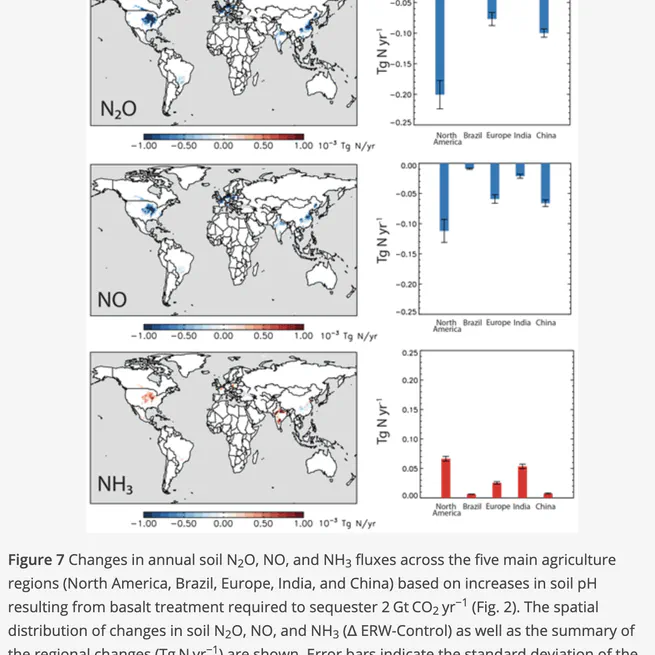 -0.05
-0.10
-0.15
-0.20
-0.25
Tg N yr-1
N2O
North America Brazil Europe India China
-1.00 -0.50 0.00 0.50 1.00 10-3 Tg N/yr
0.00
-0.05
-0.10
-0.15
-0.20
-0.25
Tg N yr-1
NO
North America Brazil Europe India China
-1.00 -0.50 0.00 0.50 1.00 10-3 Tg N/yr
0.25
0.20
0.15
0.10
0.05
0.00
Tg N yr-1
NH3
North America Brazil Europe India China
-1.00 -0.50 0.00 0.50 1.00 10-3 Tg N/yr
Figure 7 Changes in annual soil N2O, NO, and NH3 fluxes across the five main agriculture
regions (North America, Brazil, Europe, India, and China) based on increases in soil pH
resulting from basalt treatment required to sequester 2 Gt CO2 yr−1 (Fig. 2). The spatial
distribution of changes in soil N2O, NO, and NH3 (Δ ERW-Control) as well as the summary of
the regional changes (Tg N yr−1) are shown. Error bars indicate the standard deviation of the